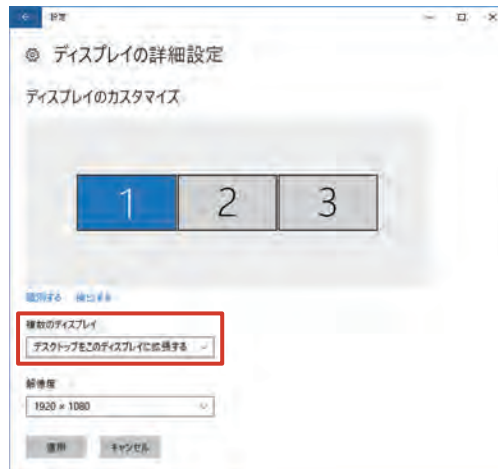 設定
ディスプレイの詳細設定
ディスプレイのカスタマイズ
1 2 3
識別する 検出する
複数のディスプレイ
デスクトップをこのディスプレイに拡張する
解像度
1920 × 1080
適用 キャンセル